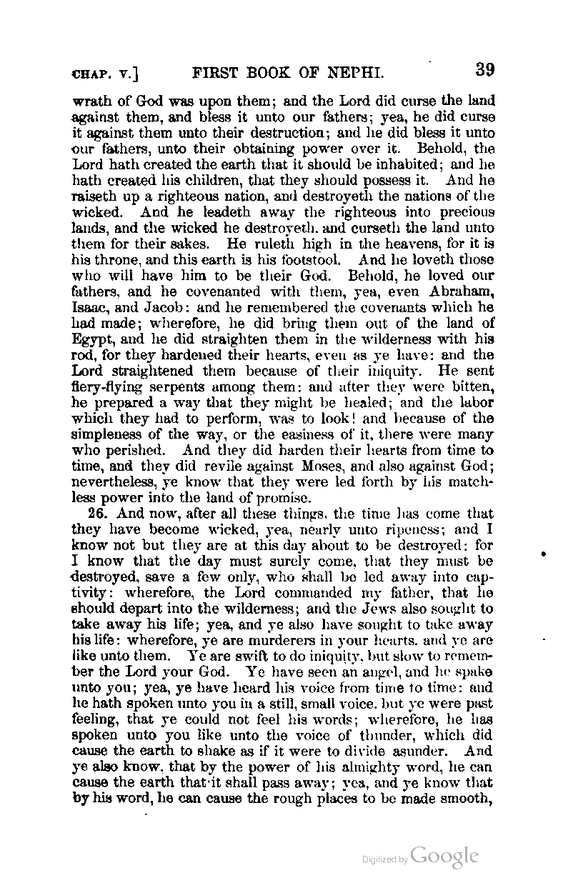 CHAP. V.] FIRST BOOK OF NEPHI. 39
wrath of God was upon them; and the Lord did curse the land
against them, and bless it unto our fathers; yea, he did curse
it against them unto their destruction; and he did bless it unto
our fathers, unto their obtaining power over it. Behold, the
Lord hath created the earth that it should be inhabited; and he
hath created his children, that they should possess it. And he
raiseth up a righteous nation, and destroyeth the nations of the
wicked. And he leadeth away the righteous into precious
lands, and the wicked he destroyeth, and curseth the land unto
them for their sakes. He ruleth high in the heavens, for it is
his throne, and this earth is his footstool. And he loveth those
who will have him to be their God. Behold, he loved our
fathers, and he covenanted with them, yea, even Abraham,
Isaac, and Jacob: and he remembered the covenants which he
had made; wherefore, he did bring them out of the land of
Egypt, and he did straighten them in the wilderness with his
rod, for they hardened their hearts, even as ye have: and the
Lord straightened them because of their iniquity. He sent
fiery-flying serpents among them: and after they were bitten,
he prepared a way that they might be healed; and the labor
which they had to perform, was to look! and because of the
simpleness of the way, or the easiness of it, there were many
who perished. And they did harden their hearts from time to
time, and they did revile against Moses, and also against God;
nevertheless, ye know that they were led forth by his match-
less power into the land of promise.
26. And now, after all these things, the time has come that
they have become wicked, yea, nearly unto ripeness; and I
know not but they are at this day about to be destroyed: for
I know that the day must surely come, that they must be
destroyed, save a few only, who shall be led away into cap-
tivity: wherefore, the Lord commanded my father, that he
should depart into the wilderness; and the Jews also sought to
take away his life; yea, and ye also have sought to take away
his life: wherefore, ye are murderers in your hearts, and ye are
like unto them. Ye are swift to do iniquity, but slow to remem-
ber the Lord your God. Ye have seen an angel, and he spake
unto you; yea, ye have heard his voice from time to time: and
he hath spoken unto you in a still, small voice, but ye were past
feeling, that ye could not feel his words; wherefore, he has
spoken unto you like unto the voice of thunder, which did
cause the earth to shake as if it were to divide asunder. And
ye also know, that by the power of his almighty word, he can
cause the earth that it shall pass away; yea, and ye know that
by his word, he can cause the rough places to be made smooth,
Digitized by Google